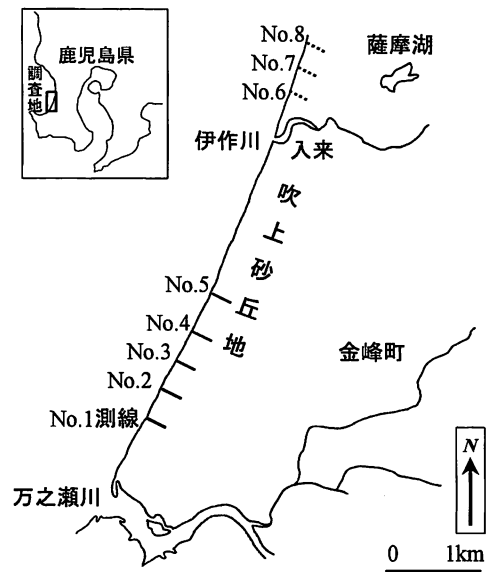 鹿児島県
調査地
No.8
No.7
No.6
薩摩湖
伊作川
入来
吹上砂丘地
No.5
No.4
No.3
No.2
No.1測線
金峰町
万之瀬川
N
0 1km